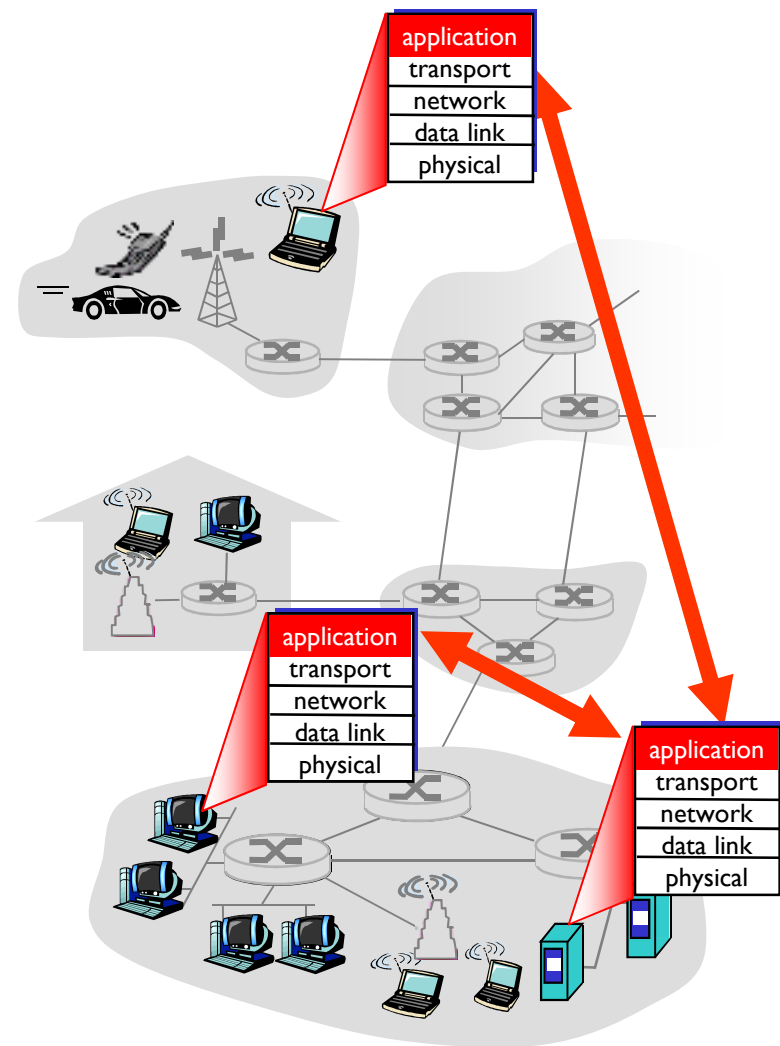 application
transport
network
data link
physical
application
transport
network
data link
physical
application
transport
network
data link
physical